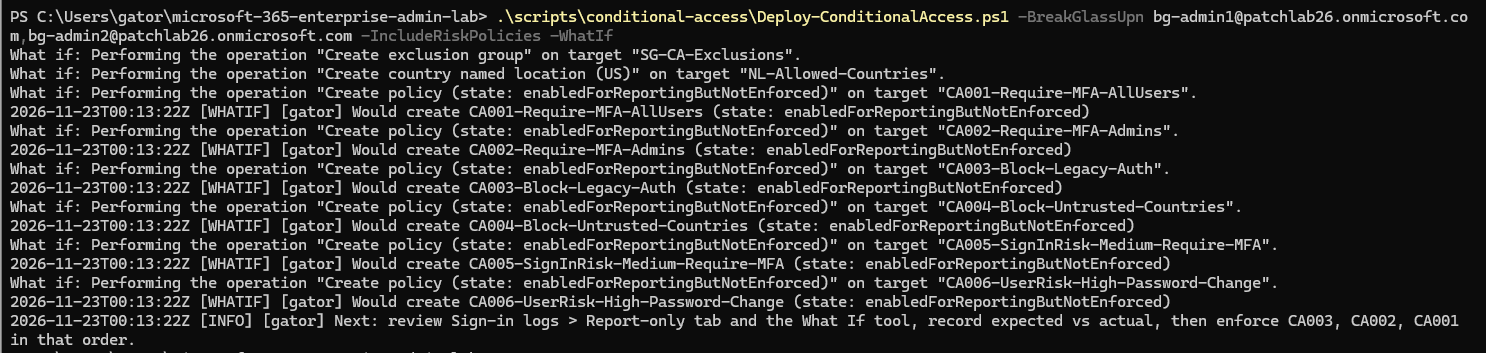 PS C:\Users\gator\microsoft-365-enterprise-admin-lab> .\scripts\conditional-access\Deploy-ConditionalAccess.ps1 -BreakGlassUpn bg-admin1@patchlab26.onmicrosoft.co
m,bg-admin2@patchlab26.onmicrosoft.com -IncludeRiskPolicies -WhatIf
What if: Performing the operation "Create exclusion group" on target "SG-CA-Exclusions".
What if: Performing the operation "Create country named location (US)" on target "NL-Allowed-Countries".
What if: Performing the operation "Create policy (state: enabledForReportingButNotEnforced)" on target "CA001-Require-MFA-AllUsers".
2026-11-23T00:13:22Z [WHATIF] [gator] Would create CA001-Require-MFA-AllUsers (state: enabledForReportingButNotEnforced)
What if: Performing the operation "Create policy (state: enabledForReportingButNotEnforced)" on target "CA002-Require-MFA-Admins".
2026-11-23T00:13:22Z [WHATIF] [gator] Would create CA002-Require-MFA-Admins (state: enabledForReportingButNotEnforced)
What if: Performing the operation "Create policy (state: enabledForReportingButNotEnforced)" on target "CA003-Block-Legacy-Auth".
2026-11-23T00:13:22Z [WHATIF] [gator] Would create CA003-Block-Legacy-Auth (state: enabledForReportingButNotEnforced)
What if: Performing the operation "Create policy (state: enabledForReportingButNotEnforced)" on target "CA004-Block-Untrusted-Countries".
2026-11-23T00:13:22Z [WHATIF] [gator] Would create CA004-Block-Untrusted-Countries (state: enabledForReportingButNotEnforced)
What if: Performing the operation "Create policy (state: enabledForReportingButNotEnforced)" on target "CA005-SignInRisk-Medium-Require-MFA".
2026-11-23T00:13:22Z [WHATIF] [gator] Would create CA005-SignInRisk-Medium-Require-MFA (state: enabledForReportingButNotEnforced)
What if: Performing the operation "Create policy (state: enabledForReportingButNotEnforced)" on target "CA006-UserRisk-High-Password-Change".
2026-11-23T00:13:22Z [WHATIF] [gator] Would create CA006-UserRisk-High-Password-Change (state: enabledForReportingButNotEnforced)
2026-11-23T00:13:22Z [INFO] [gator] Next: review Sign-in logs > Report-only tab and the What If tool, record expected vs actual, then enforce CA003, CA002, CA001
in that order.